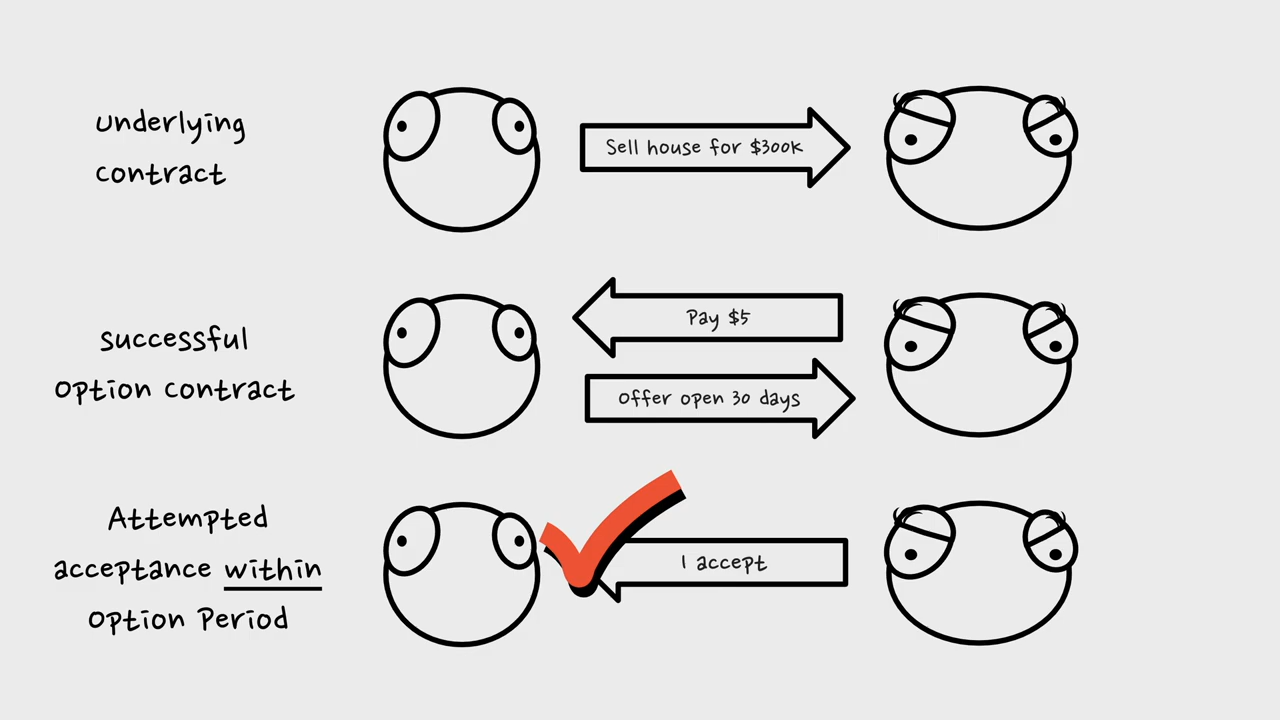 underlying
contract
Sell house for $300k
successful
option contract
Pay $5
Offer open 30 days
Attempted
acceptance within
option Period
I accept